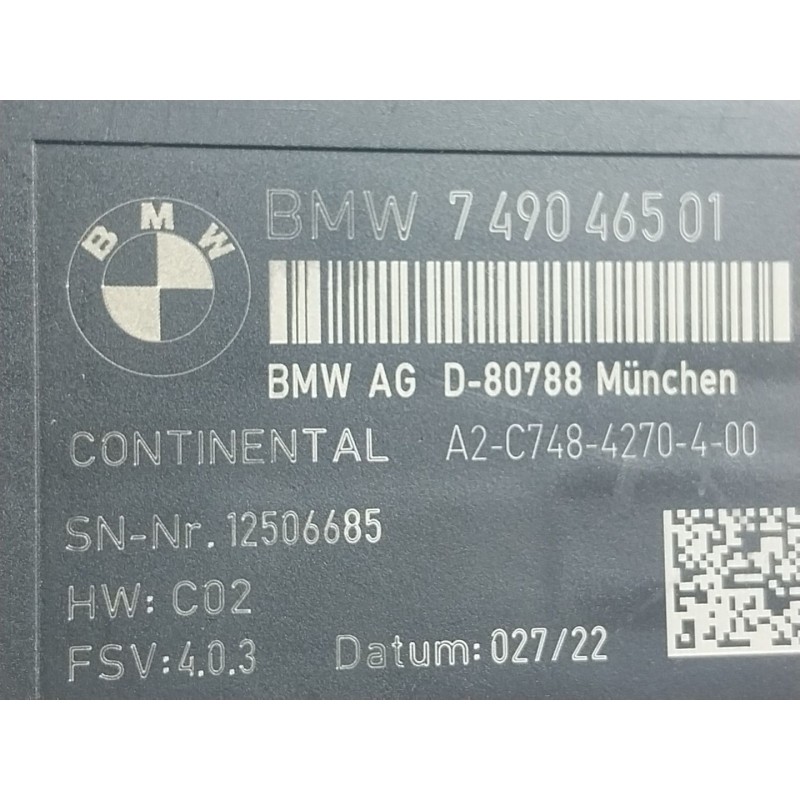 BMW
BMW 7 490 465 01
BMW AG D-80788 München
CONTINENTAL A2-C748-4270-4-00
SN-Nr. 12506685
HW: C02
FSV: 4.0.3 Datum: 027/22